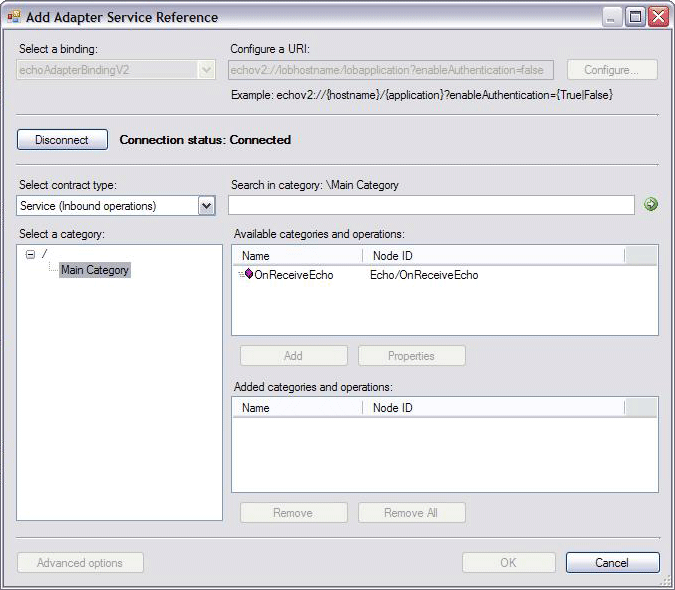 Add Adapter Service Reference
Select a binding:
Configure a URI:
echoAdapterBindingV2
echov2://lobhostname/lobapplication?enableAuthentication=false
Configure...
Example: echov2://{hostname}/{application}?enableAuthentication={True|False}
Disconnect
Connection status: Connected
Select contract type:
Search in category: \Main Category
Service (Inbound operations)
Select a category:
Available categories and operations:
/
Main Category
Name
Node ID
OnReceiveEcho
Echo/OnReceiveEcho
Add
Properties
Added categories and operations:
Name
Node ID
Remove
Remove All
Advanced options
OK
Cancel